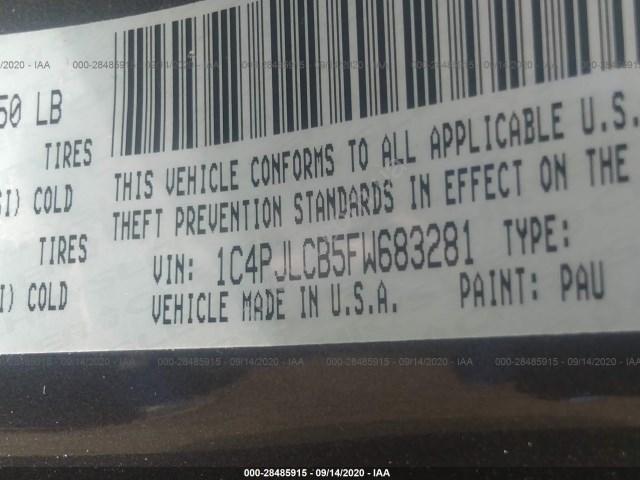 50 LB
TIRES
SI) COLD
TIRES
I) COLD
THIS VEHICLE CONFORMS TO ALL APPLICABLE U.S.
THEFT PREVENTION STANDARDS IN EFFECT ON THE
VIN: 1C4PJLCB5FW683281 TYPE:
VEHICLE MADE IN U.S.A. PAINT: PAU
000-28485915 - 09/14/2020 - IAA